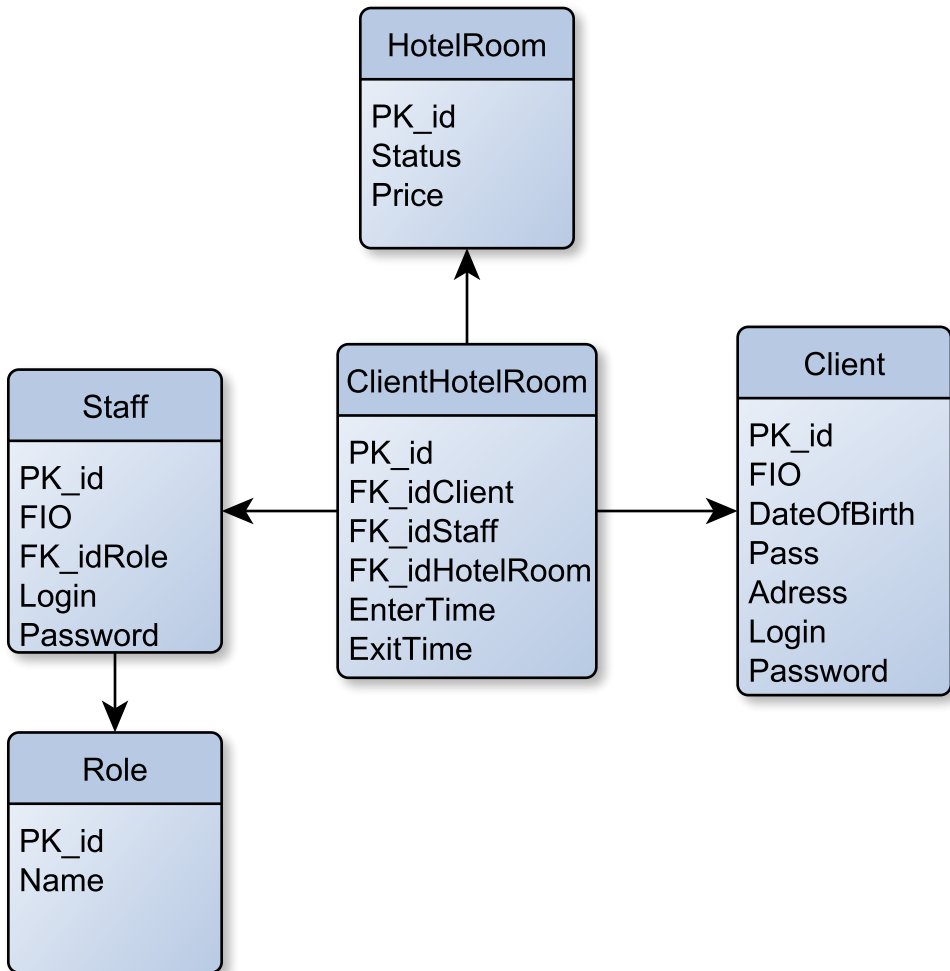 HotelRoom
PK_id
Status
Price
Staff
PK_id
FIO
FK_idRole
Login
Password
ClientHotelRoom
PK_id
FK_idClient
FK_idStaff
FK_idHotelRoom
EnterTime
ExitTime
Client
PK_id
FIO
DateOfBirth
Pass
Adress
Login
Password
Role
PK_id
Name